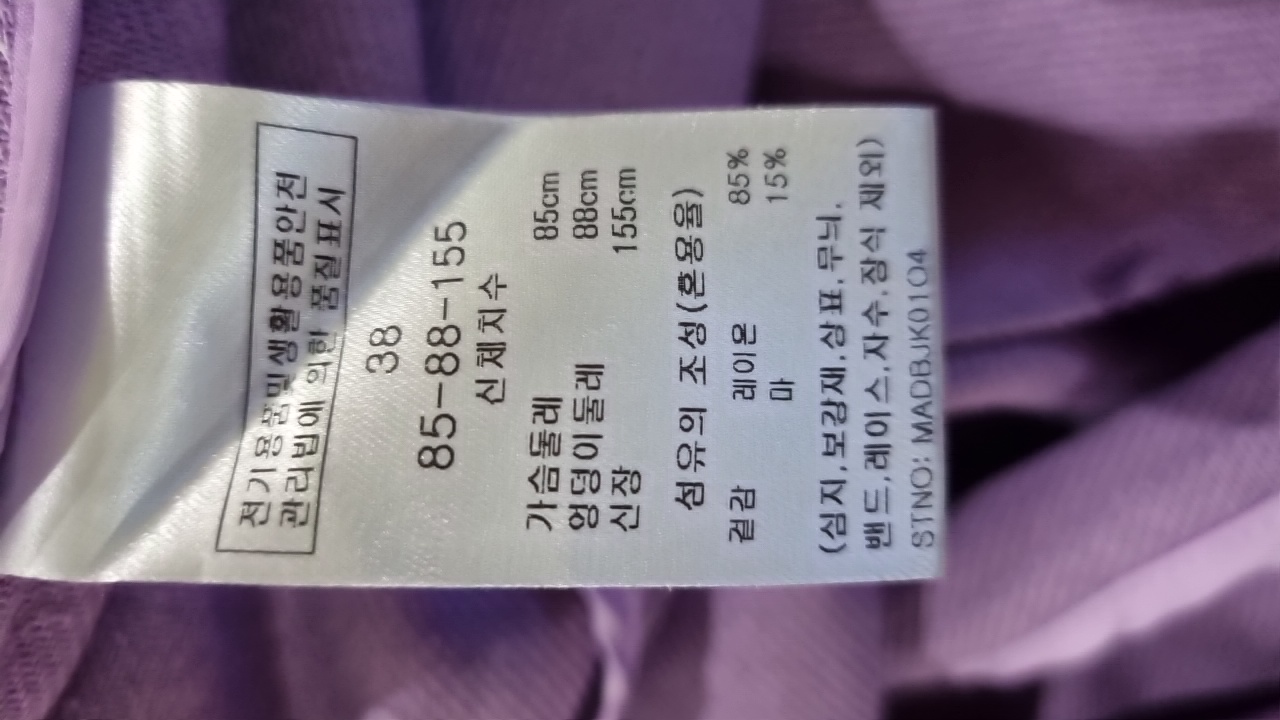 전기용품및생활용품안전
관리법에 의한 품질표시
38
85-88-155
신체치수
가슴둘레 85cm
엉덩이둘레 88cm
신장 155cm
섬유의 조성(혼용율)
겉감 레이온 85%
마 15%
(심지,보강재,상표,무늬,
밴드,레이스,자수,장식 제외)
STNO: MADBJK0104